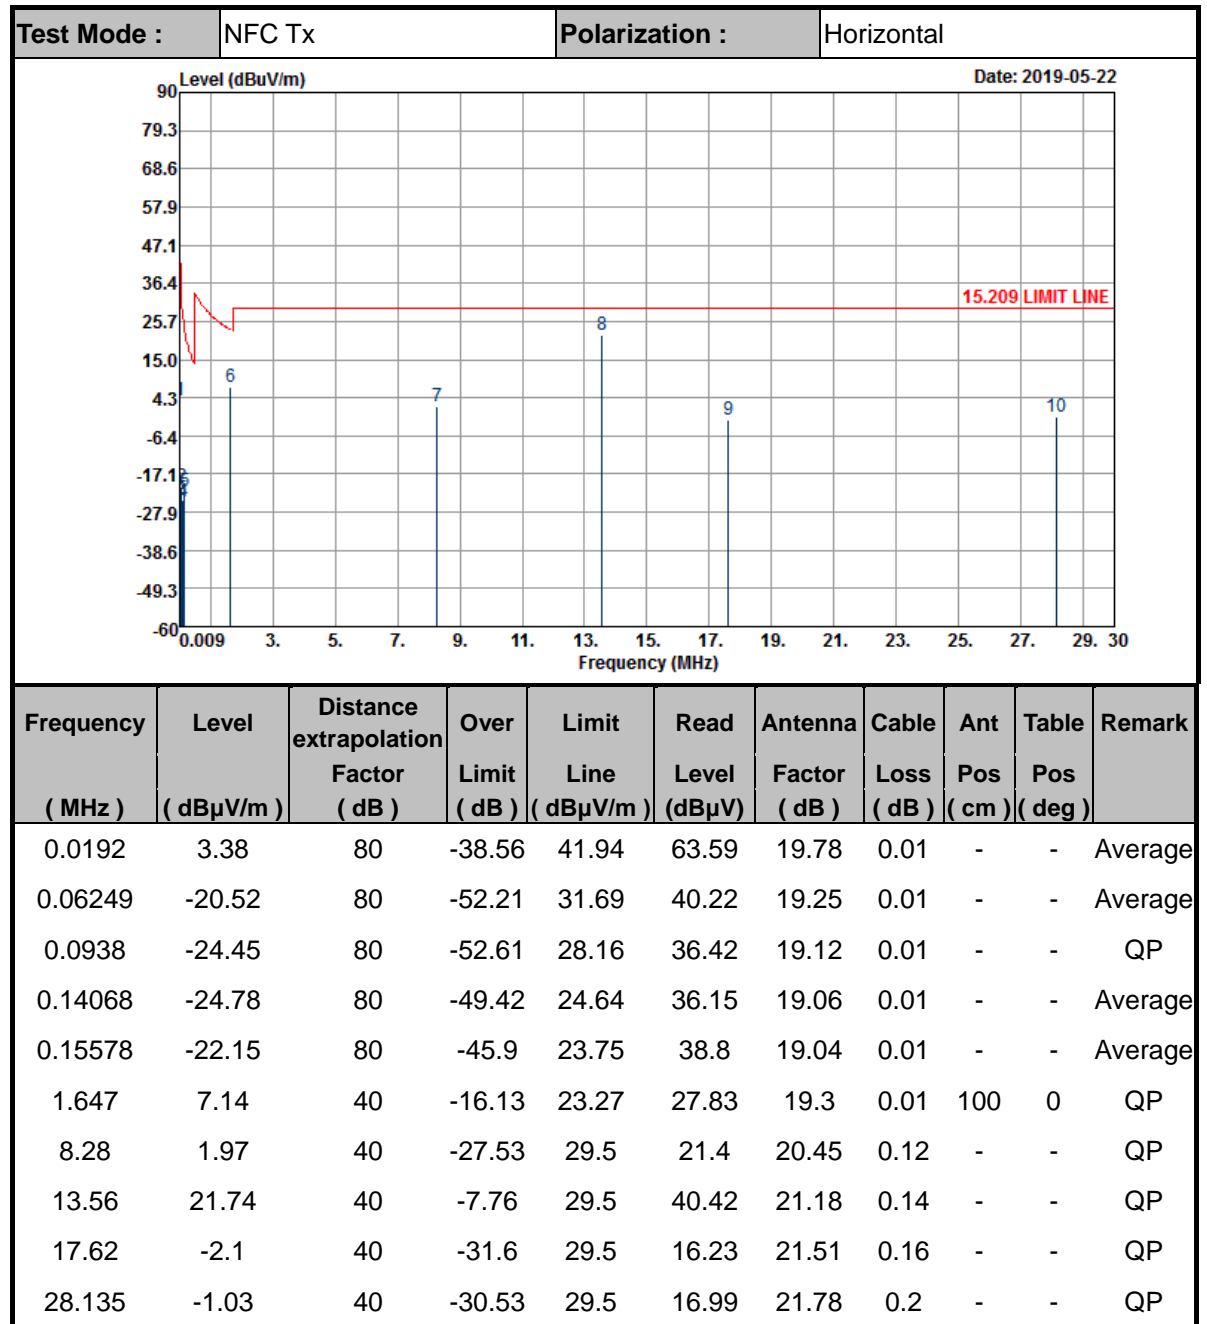 Test Mode : NFC Tx Polarization : Horizontal
Level (dBuV/m) Date: 2019-05-22
90
79.3
68.6
57.9
47.1
36.4
25.7
15.0
4.3
-6.4
-17.1
-27.9
-38.6
-49.3
-60
15.209 LIMIT LINE
6
7
8
9
10
0.009 3. 5. 7. 9. 11. 13. 15. 17. 19. 21. 23. 25. 27. 29. 30
Frequency (MHz)
Frequency Level Distance extrapolation Over Limit Read Antenna Cable Ant Table Remark
Factor Limit Line Level Factor Loss Pos Pos
( MHz ) ( dBµV/m ) ( dB ) ( dB ) ( dBµV/m ) (dBµV) ( dB ) ( dB ) ( cm ) ( deg )
0.0192 3.38 80 -38.56 41.94 63.59 19.78 0.01 - - Average
0.06249 -20.52 80 -52.21 31.69 40.22 19.25 0.01 - - Average
0.0938 -24.45 80 -52.61 28.16 36.42 19.12 0.01 - - QP
0.14068 -24.78 80 -49.42 24.64 36.15 19.06 0.01 - - Average
0.15578 -22.15 80 -45.9 23.75 38.8 19.04 0.01 - - Average
1.647 7.14 40 -16.13 23.27 27.83 19.3 0.01 100 0 QP
8.28 1.97 40 -27.53 29.5 21.4 20.45 0.12 - - QP
13.56 21.74 40 -7.76 29.5 40.42 21.18 0.14 - - QP
17.62 -2.1 40 -31.6 29.5 16.23 21.51 0.16 - - QP
28.135 -1.03 40 -30.53 29.5 16.99 21.78 0.2 - - QP